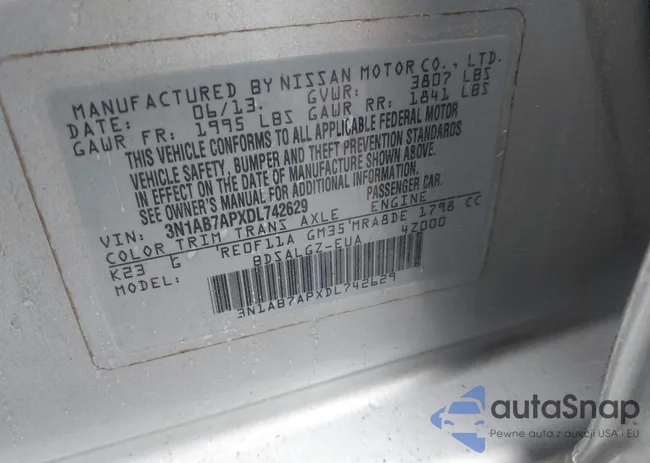 MANUFACTURED BY NISSAN MOTOR CO., LTD.
DATE: 06/13. GVWR: 3807 LBS
GAWR FR: 1995 LBS GAWR RR: 1841 LBS
THIS VEHICLE CONFORMS TO ALL APPLICABLE FEDERAL MOTOR
VEHICLE SAFETY, BUMPER AND THEFT PREVENTION STANDARDS
IN EFFECT ON THE DATE OF MANUFACTURE SHOWN ABOVE.
SEE OWNER'S MANUAL FOR ADDITIONAL INFORMATION.
VIN: 3N1AB7APXDL742629 PASSENGER CAR.
COLOR TRIM TRANS AXLE ENGINE
K23 G RE0F11A GM35 MRA8DE 1798 CC
MODEL: BDSALGZ-EUA 4Z000
3N1AB7APXDL742629
autoSnap
Pewne auta z aukcji USA i EU